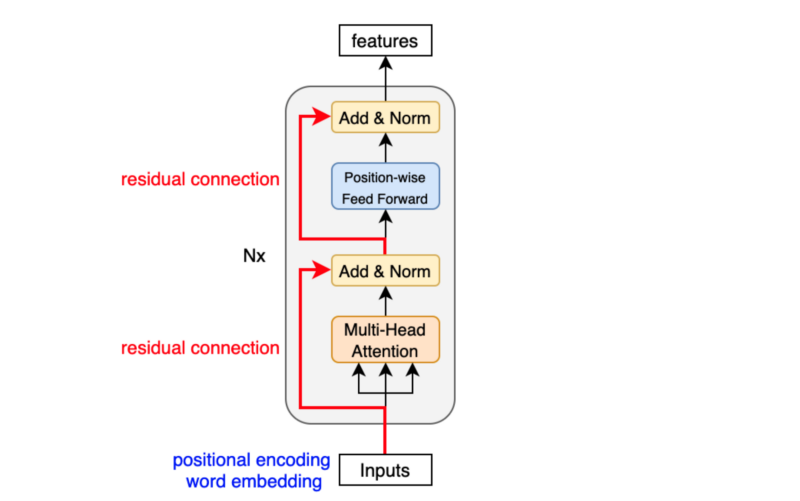 features
Add & Norm
residual connection
Position-wise
Feed Forward
Nx
Add & Norm
Multi-Head
Attention
residual connection
positional encoding
word embedding
Inputs